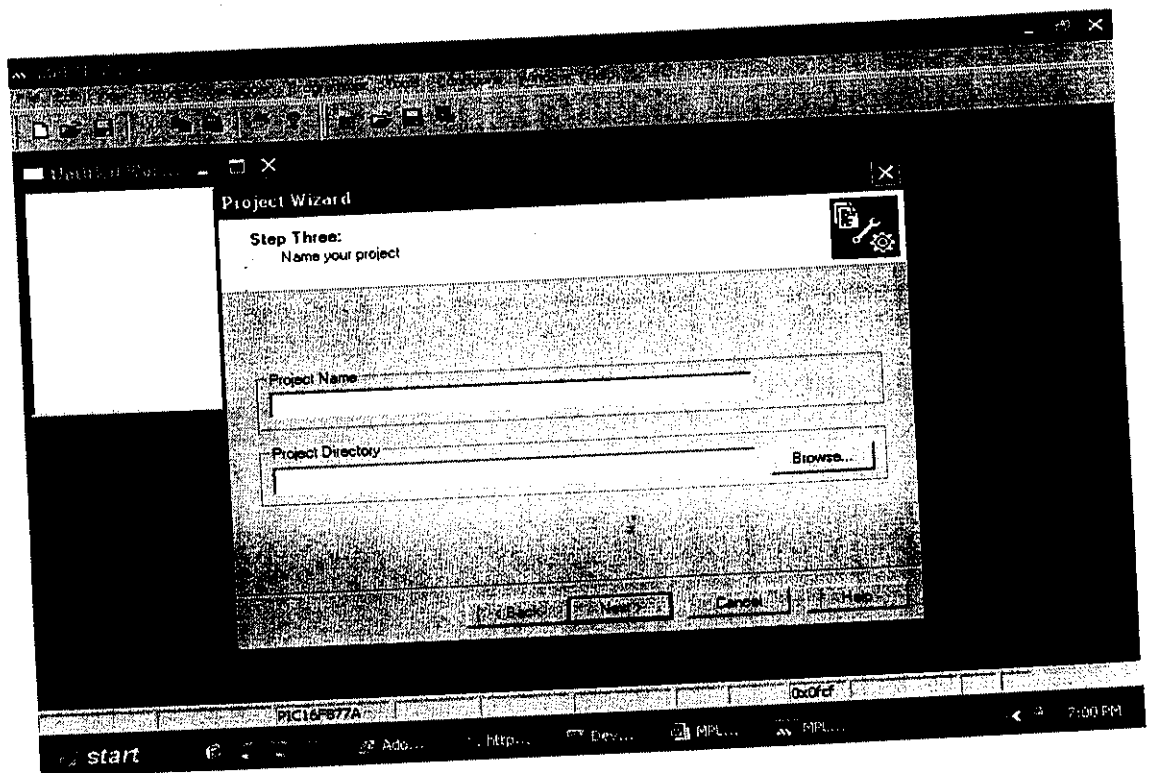 Project Wizard
Step Three:
Name your project
Project Name
Project Directory
Browse...
< Back
Next >
Cancel
Help
PIC16F877A
0x0fcf
start
Ado...
http...
Dev...
MPL...
MPL...
7:00 PM